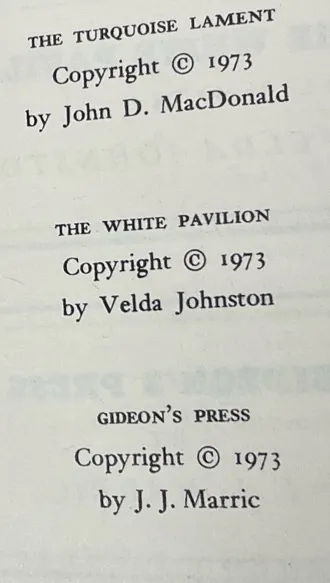 THE TURQUOISE LAMENT
Copyright © 1973
by John D. MacDonald
THE WHITE PAVILION
Copyright © 1973
by Velda Johnston
GIDEON'S PRESS
Copyright © 1973
by J. J. Marric